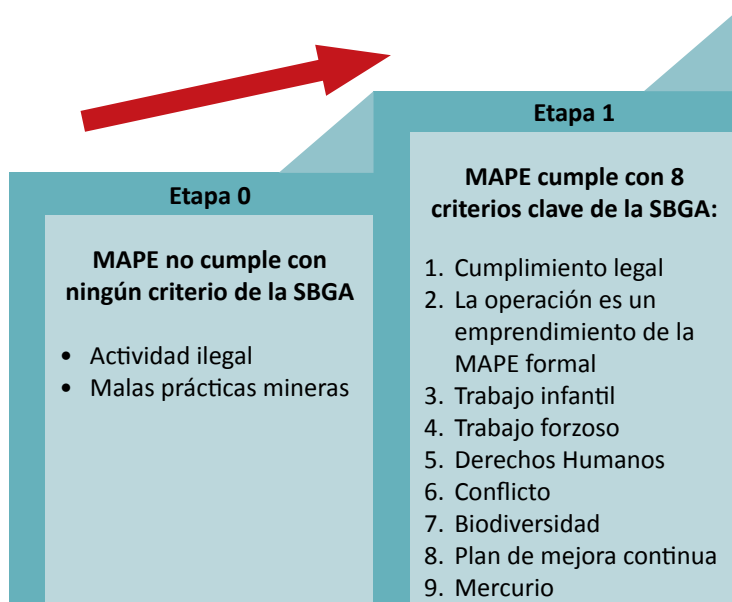 Etapa 0
MAPE no cumple con
ningún criterio de la SBGA
• Actividad ilegal
• Malas prácticas mineras
Etapa 1
MAPE cumple con 8
criterios clave de la SBGA:
1. Cumplimiento legal
2. La operación es un
emprendimiento de la
MAPE formal
3. Trabajo infantil
4. Trabajo forzoso
5. Derechos Humanos
6. Conflicto
7. Biodiversidad
8. Plan de mejora continua
9. Mercurio